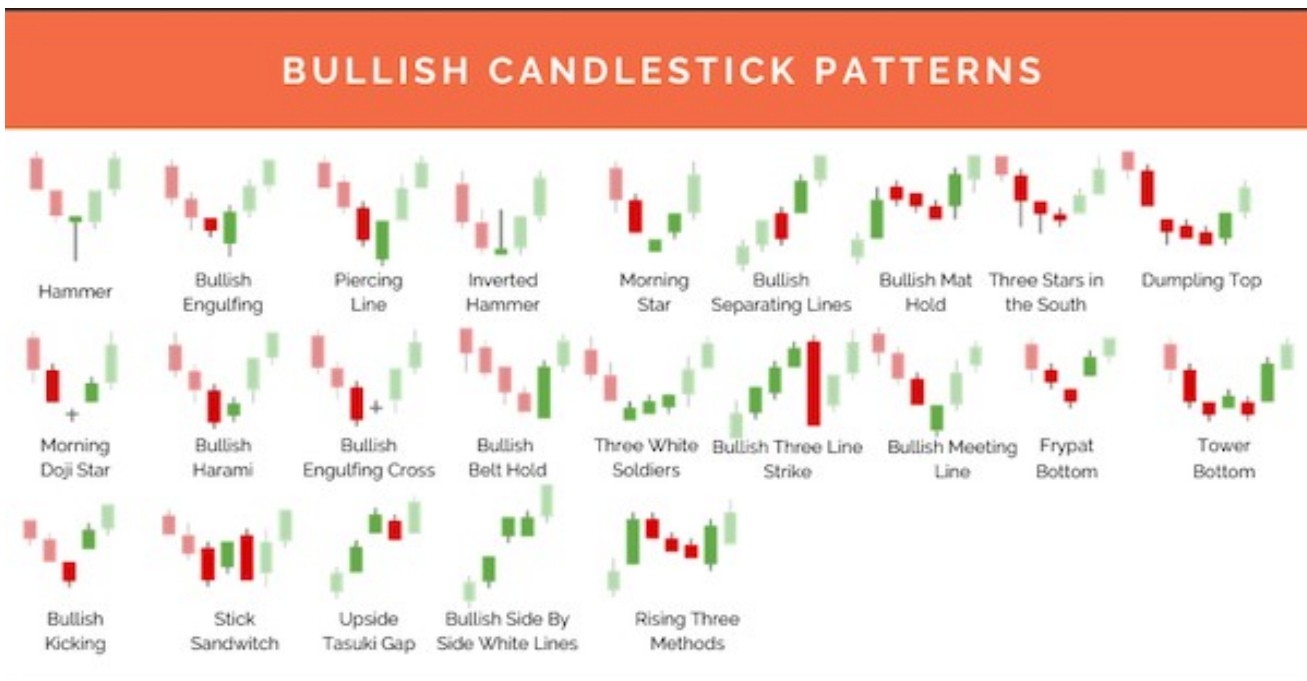 BULLISH CANDLESTICK PATTERNS
Hammer
Bullish
Engulfing
Piercing
Line
Inverted
Hammer
Morning
Star
Bullish
Separating Lines
Bullish Mat
Hold
Three Stars in
the South
Dumpling Top
Morning
Doji Star
Bullish
Harami
Bullish
Engulfing Cross
Bullish
Belt Hold
Three White
Soldiers
Bullish Three Line
Strike
Bullish Meeting
Line
Frypat
Bottom
Tower
Bottom
Bullish
Kicking
Stick
Sandwitch
Upside
Tasuki Gap
Bullish Side By
Side White Lines
Rising Three
Methods